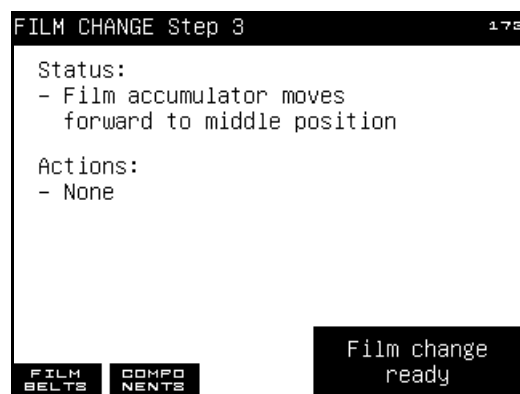 FILM CHANGE Step 3
173
Status:
- Film accumulator moves
forward to middle position
Actions:
- None
Film change
ready
FILM
BELTS
COMPO
NENTS